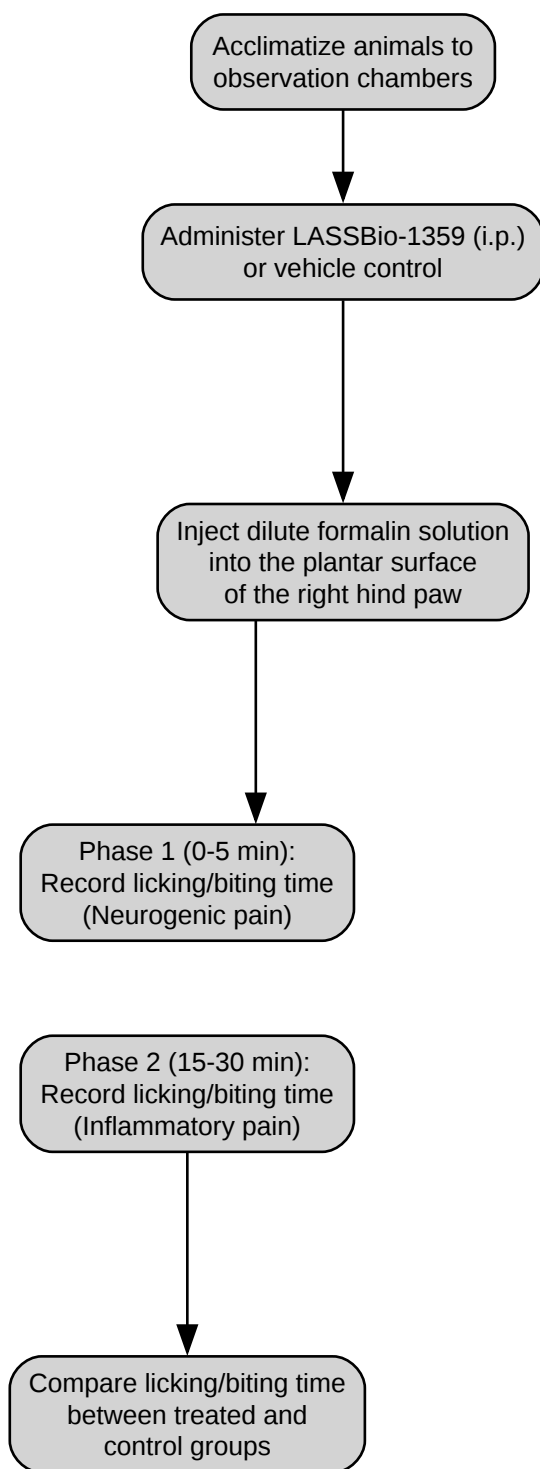 Acclimatize animals to
observation chambers
Administer LASSBio-1359 (i.p.)
or vehicle control
Inject dilute formalin solution
into the plantar surface
of the right hind paw
Phase 1 (0-5 min):
Record licking/biting time
(Neurogenic pain)
Phase 2 (15-30 min):
Record licking/biting time
(Inflammatory pain)
Compare licking/biting time
between treated and
control groups